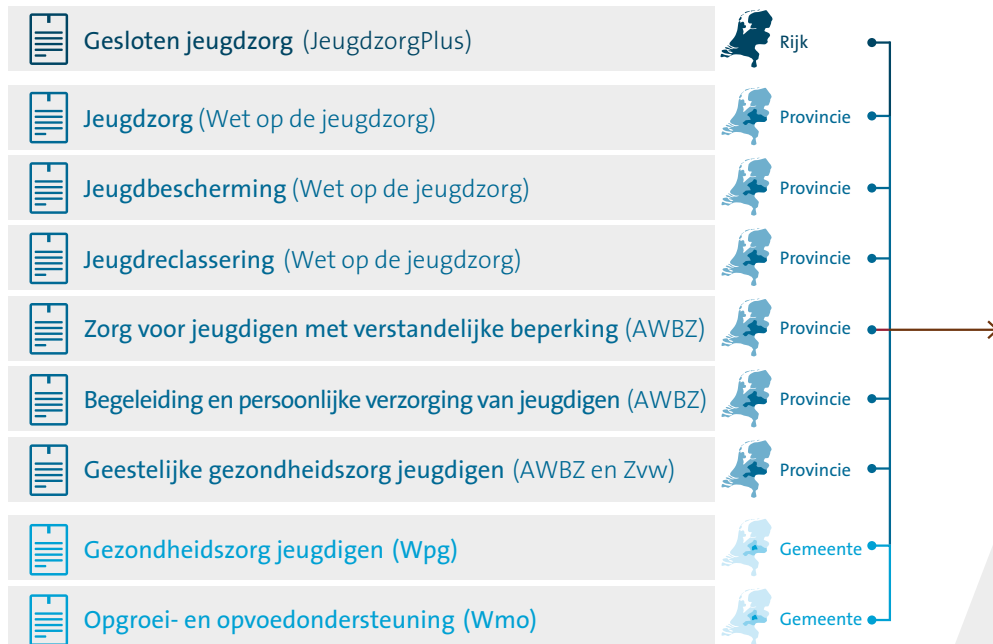 Gesloten jeugdzorg (JeugdzorgPlus) Rijk
Jeugdzorg (Wet op de jeugdzorg) Provincie
Jeugdbescherming (Wet op de jeugdzorg) Provincie
Jeugdreclassering (Wet op de jeugdzorg) Provincie
Zorg voor jeugdigen met verstandelijke beperking (AWBZ) Provincie
Begeleiding en persoonlijke verzorging van jeugdigen (AWBZ) Provincie
Geestelijke gezondheidszorg jeugdigen (AWBZ en Zvw) Provincie
Gezondheidszorg jeugdigen (Wpg) Gemeente
Opgroei- en opvoedondersteuning (Wmo) Gemeente